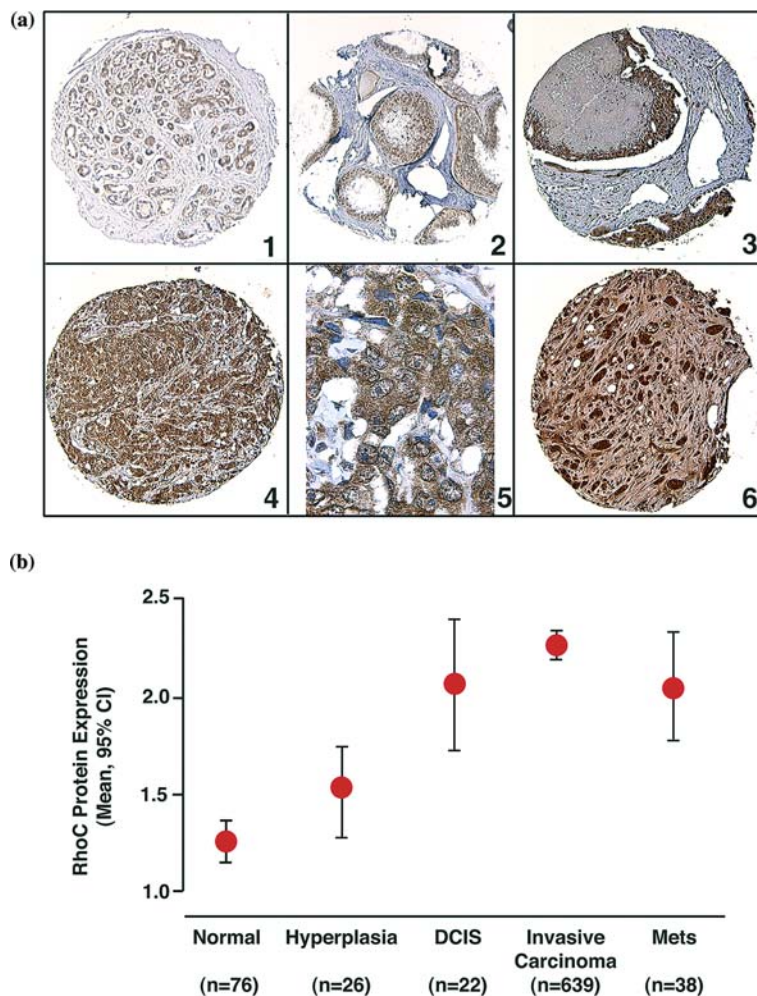 (a)
1
2
3
4
5
6
(b)
RhoC Protein Expression
(Mean, 95% CI)
2.5
2.0
1.5
1.0
Normal
Hyperplasia
DCIS
Invasive
Carcinoma
Mets
(n=76)
(n=26)
(n=22)
(n=639)
(n=38)